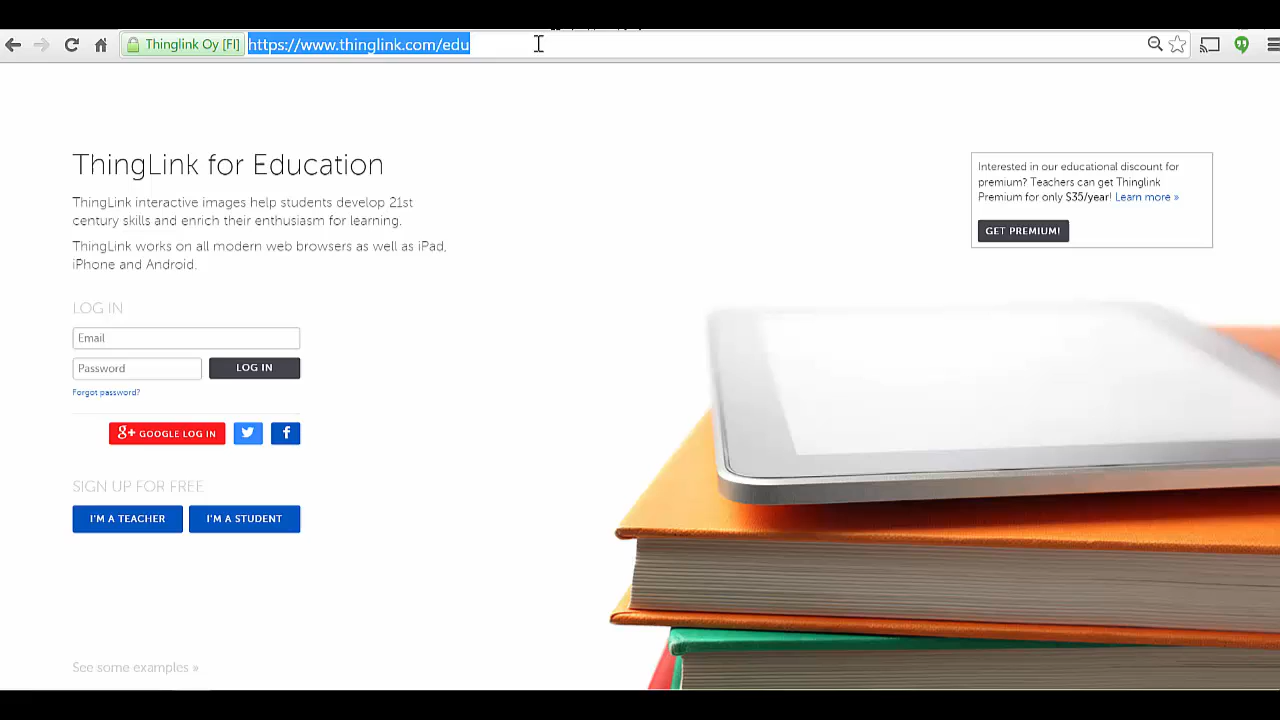 Thinglink Oy [FI] https://www.thinglink.com/edu
ThingLink for Education
ThingLink interactive images help students develop 21st
century skills and enrich their enthusiasm for learning.
ThingLink works on all modern web browsers as well as iPad,
iPhone and Android.
LOG IN
Email
Password
LOG IN
Forgot password?
g+ GOOGLE LOG IN
f
SIGN UP FOR FREE
I'M A TEACHER
I'M A STUDENT
See some examples »
Interested in our educational discount for
premium? Teachers can get Thinglink
Premium for only $35/year! Learn more »
GET PREMIUM!